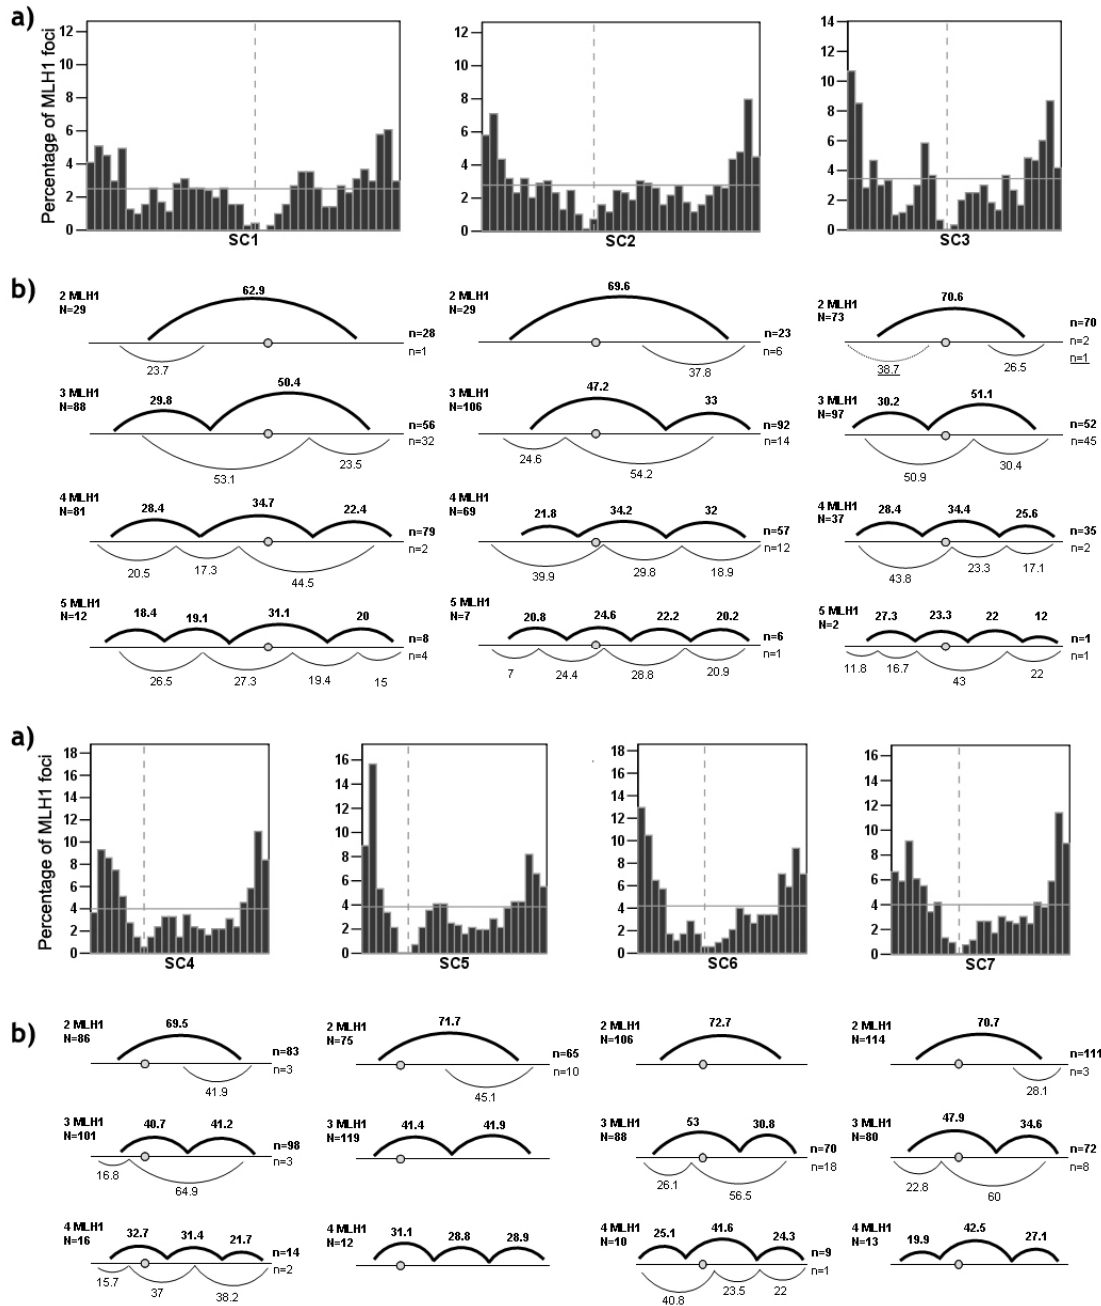 a)
Percentage of MLH1 foci
12
10
8
6
4
2
0
SC1
12
10
8
6
4
2
0
SC2
14
12
10
8
6
4
2
0
SC3
b)
2 MLH1
N=29
62.9
n=28
n=1
23.7
2 MLH1
N=29
69.6
n=23
n=6
37.8
2 MLH1
N=73
70.6
n=70
n=2
n=1
38.7
26.5
3 MLH1
N=88
29.8
50.4
n=56
n=32
53.1
23.5
3 MLH1
N=106
47.2
33
n=92
n=14
24.6
54.2
3 MLH1
N=97
30.2
51.1
n=52
n=45
50.9
30.4
4 MLH1
N=81
28.4
34.7
22.4
n=79
n=2
20.5
17.3
44.5
4 MLH1
N=69
21.8
34.2
32
n=57
n=12
39.9
29.8
18.9
4 MLH1
N=37
28.4
34.4
25.6
n=35
n=2
43.8
23.3
17.1
5 MLH1
N=12
18.4
19.1
31.1
20
n=8
n=4
26.5
27.3
19.4
15
5 MLH1
N=7
20.8
24.6
22.2
20.2
n=6
n=1
7
24.4
28.8
20.9
5 MLH1
N=2
27.3
23.3
22
12
n=1
n=1
11.8
16.7
43
22
a)
Percentage of MLH1 foci
18
16
14
12
10
8
6
4
2
0
SC4
16
14
12
10
8
6
4
2
0
SC5
18
16
14
12
10
8
6
4
2
0
SC6
16
14
12
10
8
6
4
2
0
SC7
b)
2 MLH1
N=86
69.5
n=83
n=3
41.9
2 MLH1
N=75
71.7
n=65
n=10
45.1
2 MLH1
N=106
72.7
2 MLH1
N=114
70.7
n=111
n=3
28.1
3 MLH1
N=101
40.7
41.2
n=98
n=3
16.8
64.9
3 MLH1
N=119
41.4
41.9
3 MLH1
N=88
53
30.8
n=70
n=18
26.1
56.5
3 MLH1
N=80
47.9
34.6
n=72
n=8
22.8
60
4 MLH1
N=16
32.7
31.4
21.7
n=14
n=2
15.7
37
38.2
4 MLH1
N=12
31.1
28.8
28.9
4 MLH1
N=10
25.1
41.6
24.3
n=9
n=1
40.8
23.5
22
4 MLH1
N=13
19.9
42.5
27.1